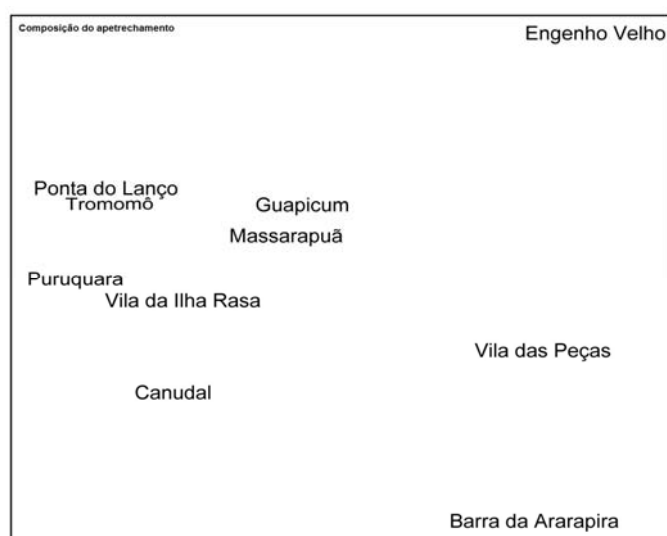 Composição do apetrechamento
Engenho Velho
Ponta do Lanço
Tromomô
Guapicum
Massarapuã
Puruquara
Vila da Ilha Rasa
Vila das Peças
Canudal
Barra da Ararapira